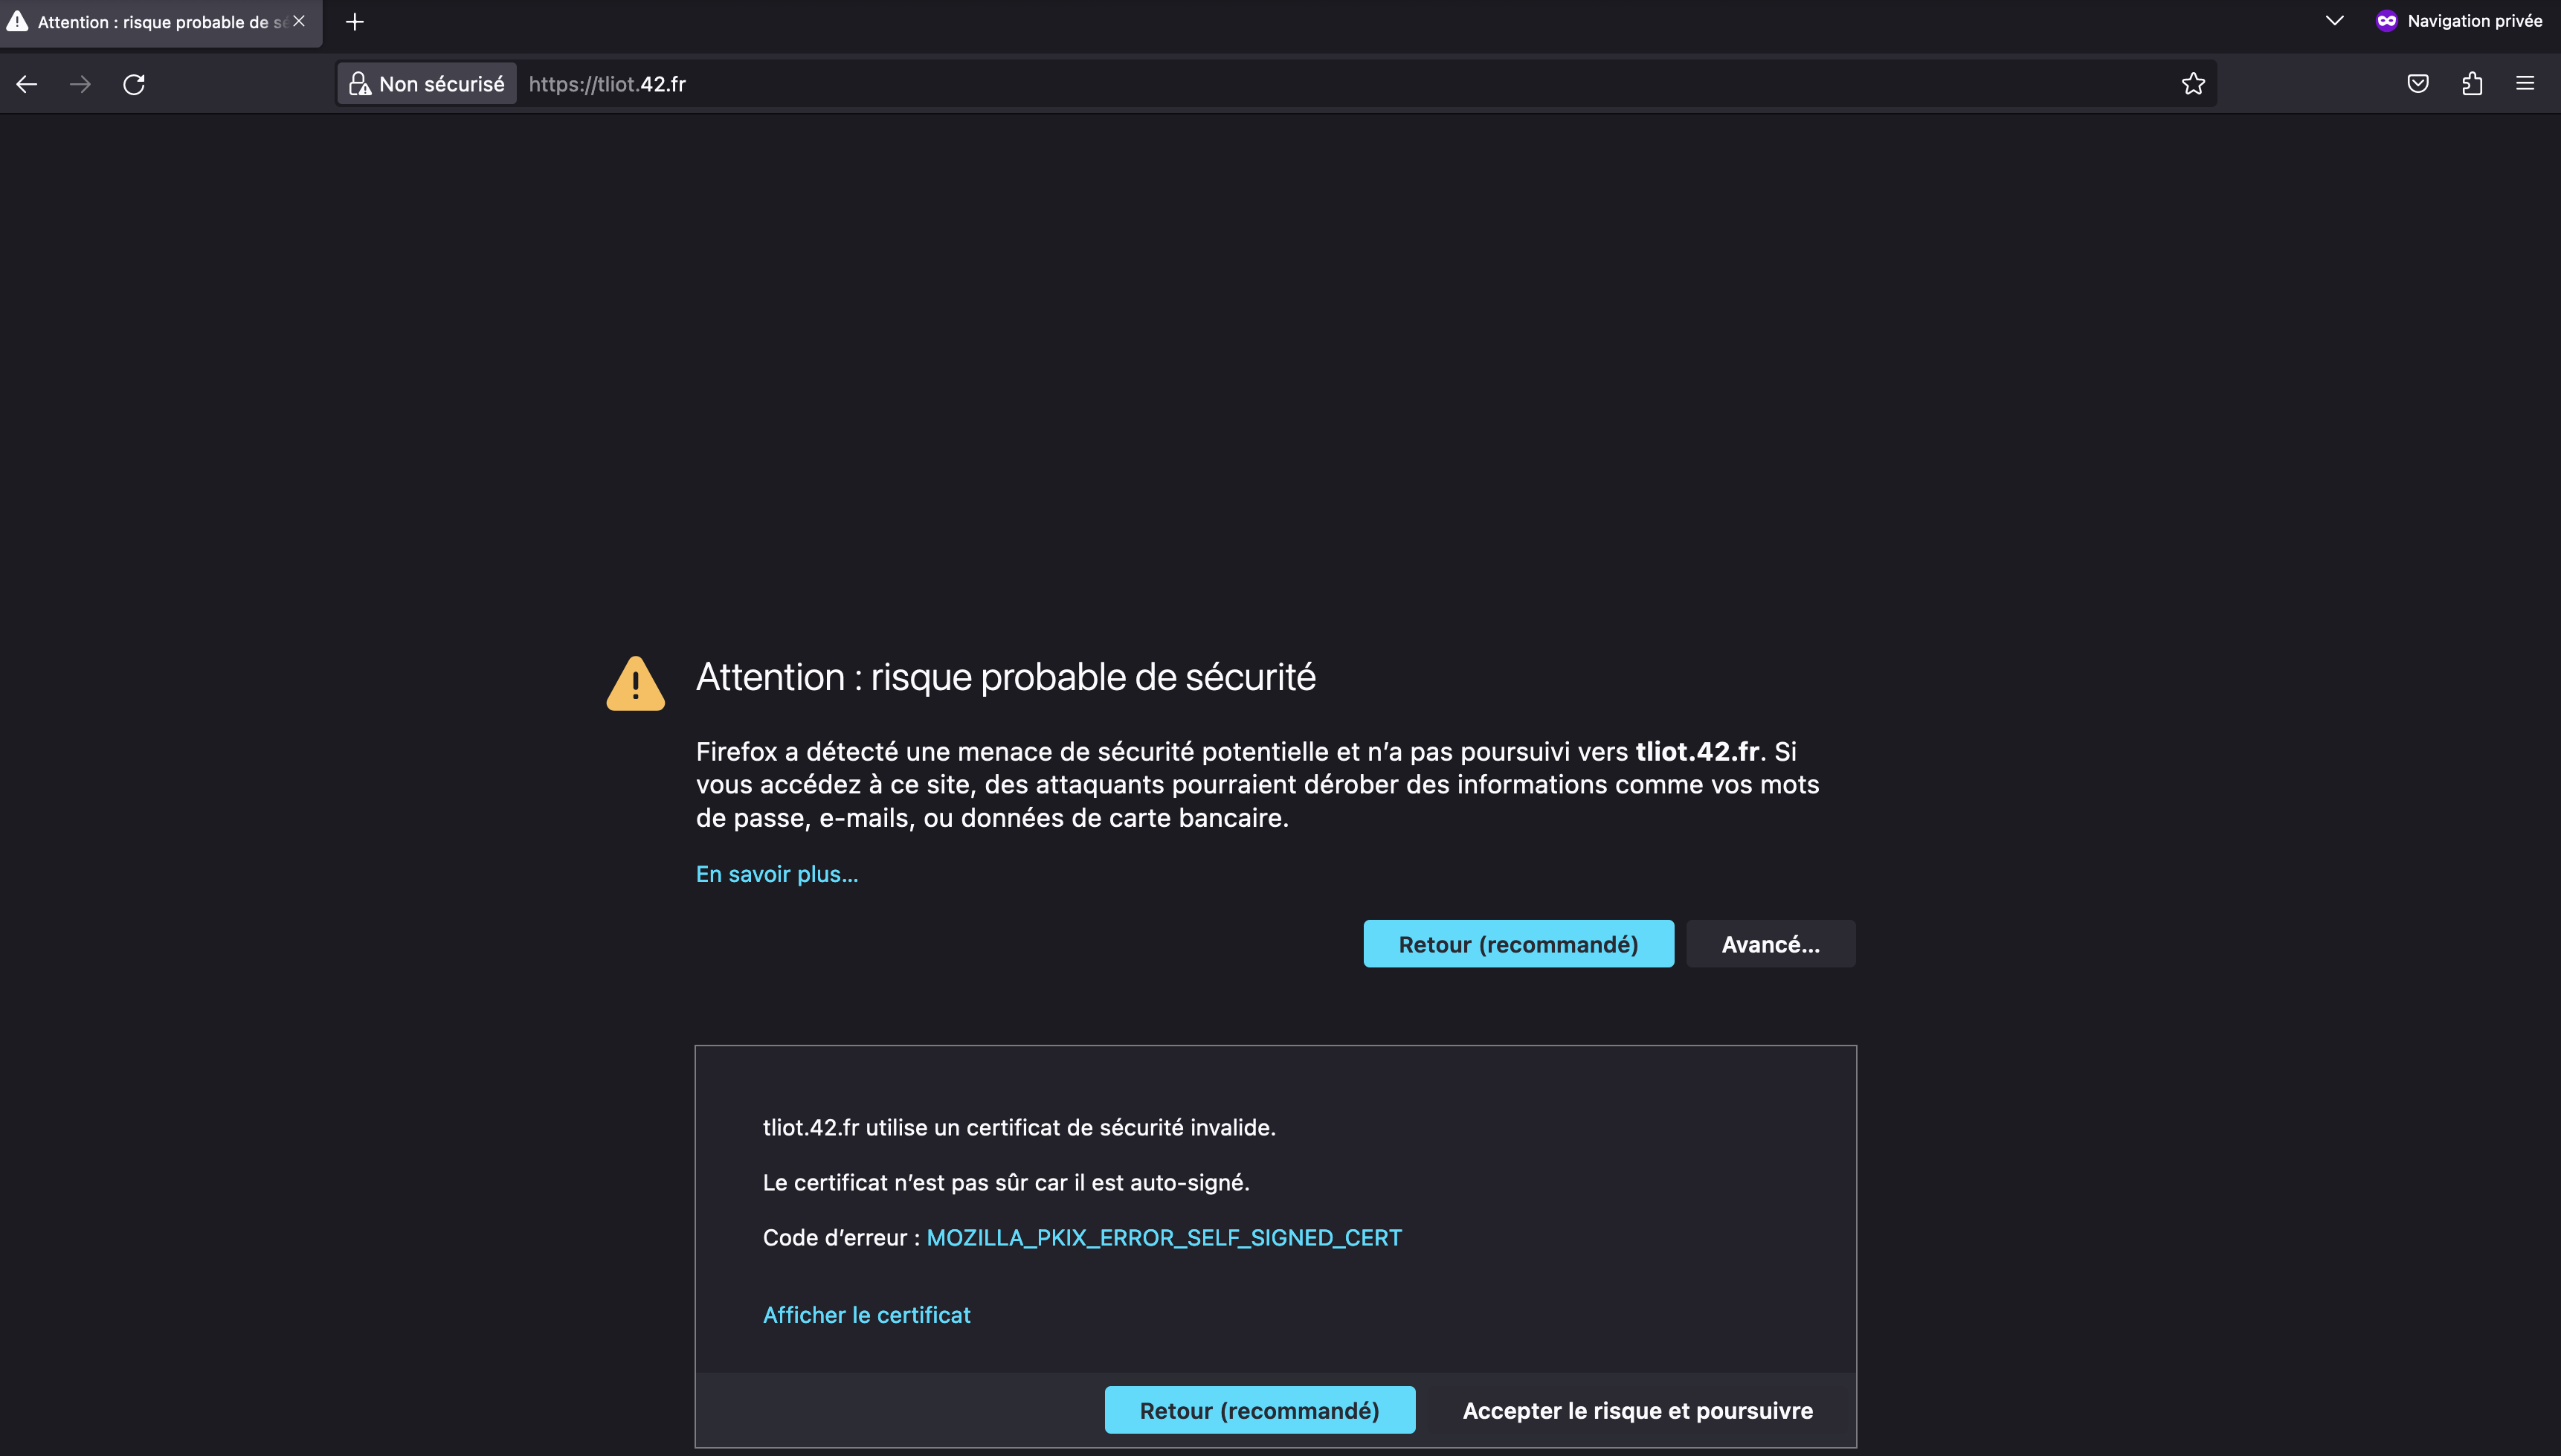 Attention : risque probable de sé
Navigation privée
Non sécurisé
https://tliot.42.fr
Attention : risque probable de sécurité
Firefox a détecté une menace de sécurité potentielle et n’a pas poursuivi vers tliot.42.fr. Si
vous accédez à ce site, des attaquants pourraient dérober des informations comme vos mots
de passe, e-mails, ou données de carte bancaire.
En savoir plus…
Retour (recommandé)
Avancé…
tliot.42.fr utilise un certificat de sécurité invalide.
Le certificat n’est pas sûr car il est auto-signé.
Code d’erreur : MOZILLA_PKIX_ERROR_SELF_SIGNED_CERT
Afficher le certificat
Retour (recommandé)
Accepter le risque et poursuivre